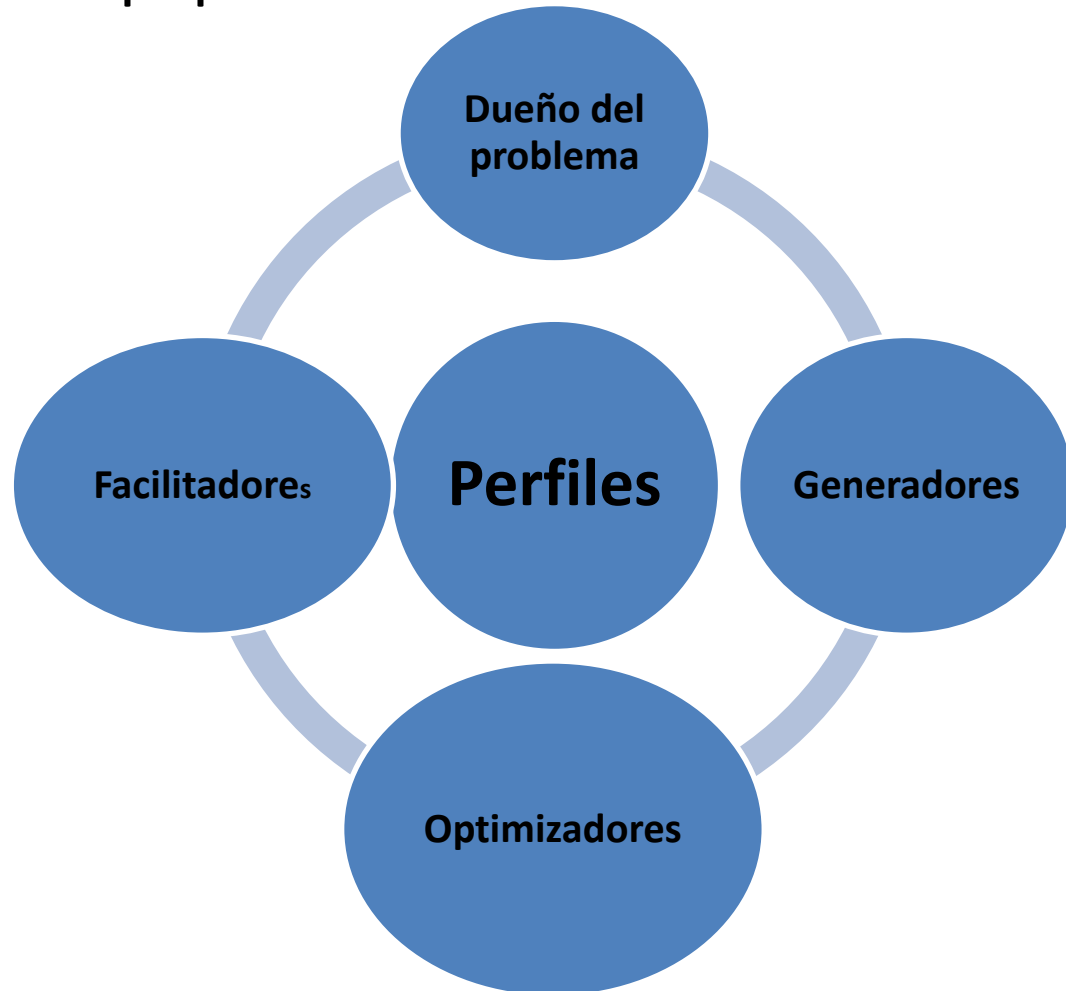 Dueño del
problema
Facilitadores
Perfiles
Generadores
Optimizadores